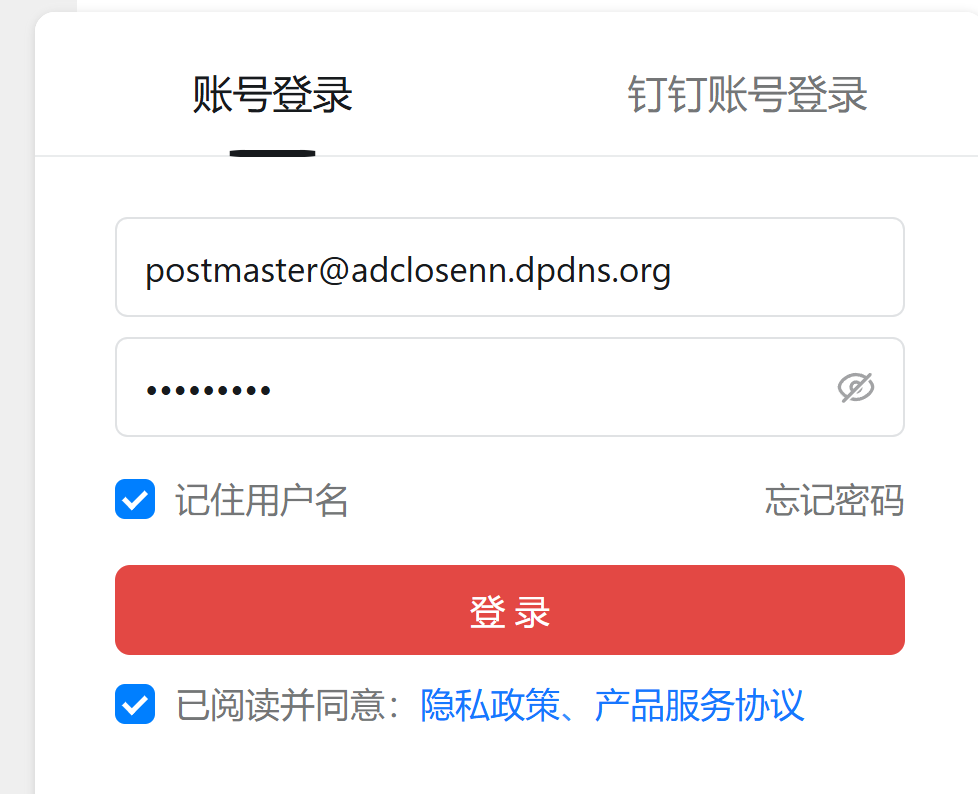 账号登录 钉钉账号登录
postmaster@adclosenn.dpdns.org
•••••••••
记住用户名 忘记密码
登录
已阅读并同意：隐私政策、产品服务协议